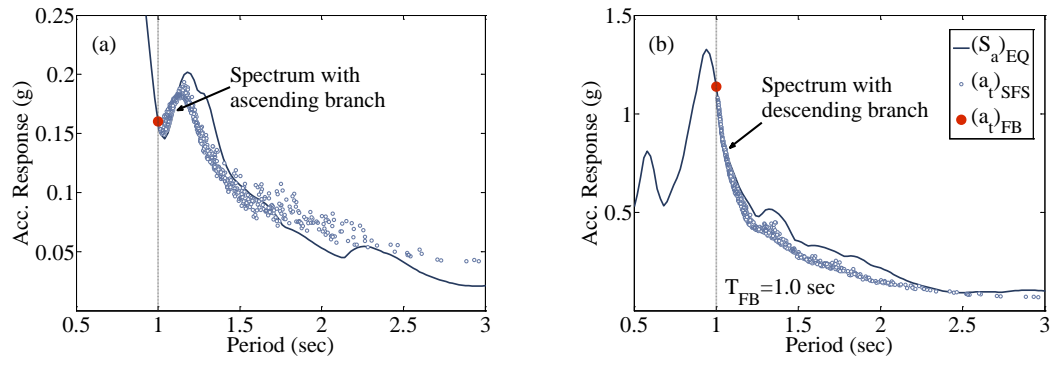 0.25
0.20
0.15
0.1
0.05
0
0.5
1
1.5
2
2.5
3
Acc. Response (g)
Period (sec)
(a)
Spectrum with
ascending branch
1.5
1
0.5
0
0.5
1
1.5
2
2.5
3
Acc. Response (g)
Period (sec)
(b)
Spectrum with
descending branch
T_FB=1.0 sec
(S_a)_EQ
(a_t)_SFS
(a_t)_FB